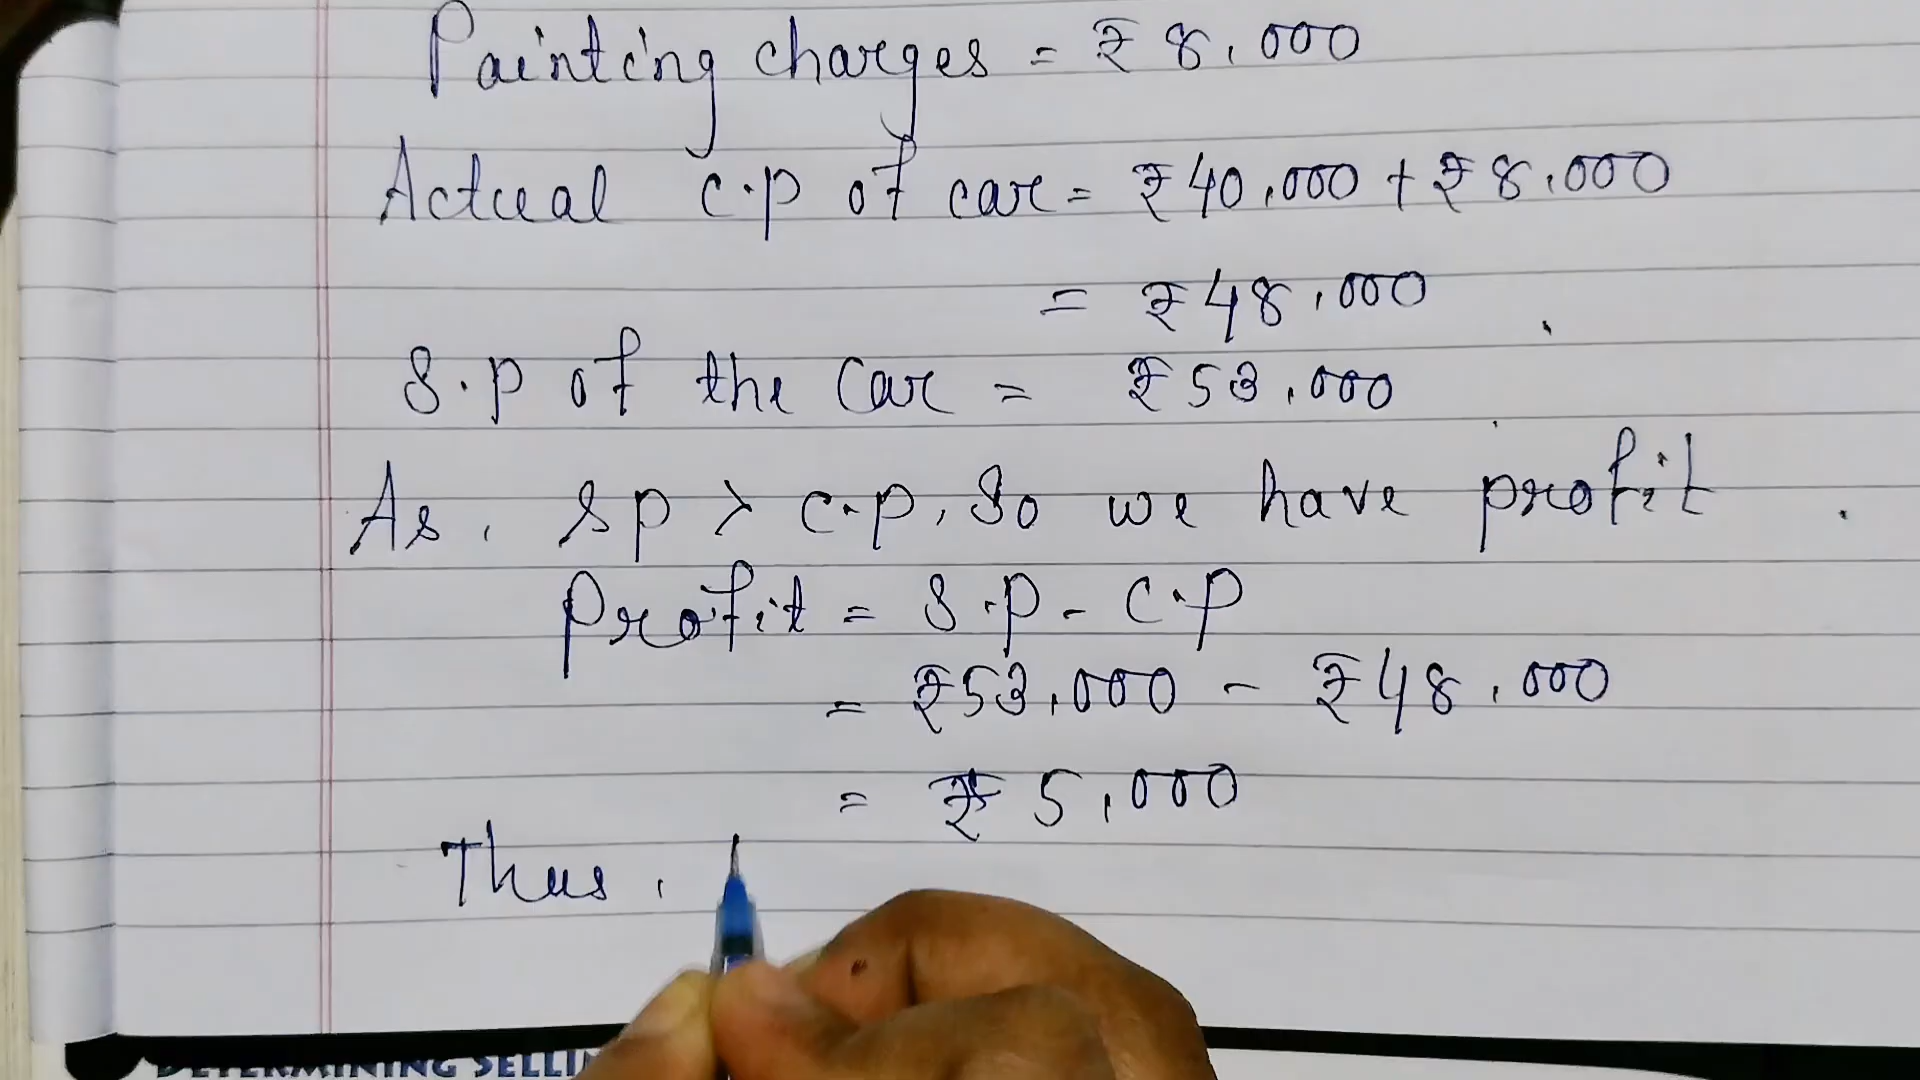 Painting charges = ₹ 8,000
Actual C.P of car = ₹ 40,000 + ₹ 8,000
= ₹ 48,000
S.P of the Car = ₹ 53,000
As, S P > C.P, So we have profit
Profit = S.P - C.P
= ₹ 53,000 - ₹ 48,000
= ₹ 5,000
Thus,
DETERMINING